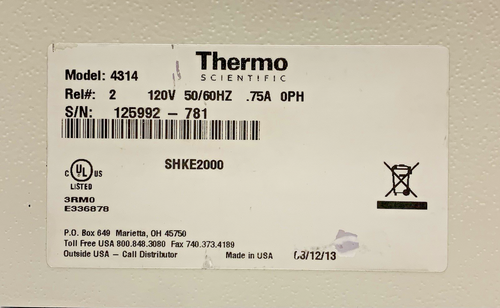 Thermo
SCIENTIFIC
Model: 4314
Rel#: 2 120V 50/60HZ .75A 0PH
S/N: 125992 - 781
SHKE2000
C UL US
LISTED
3RM0
E336878
P.O. Box 649 Marietta, OH 45750
Toll Free USA 800.848.3080 Fax 740.373.4189
Outside USA - Call Distributor Made in USA 03/12/13